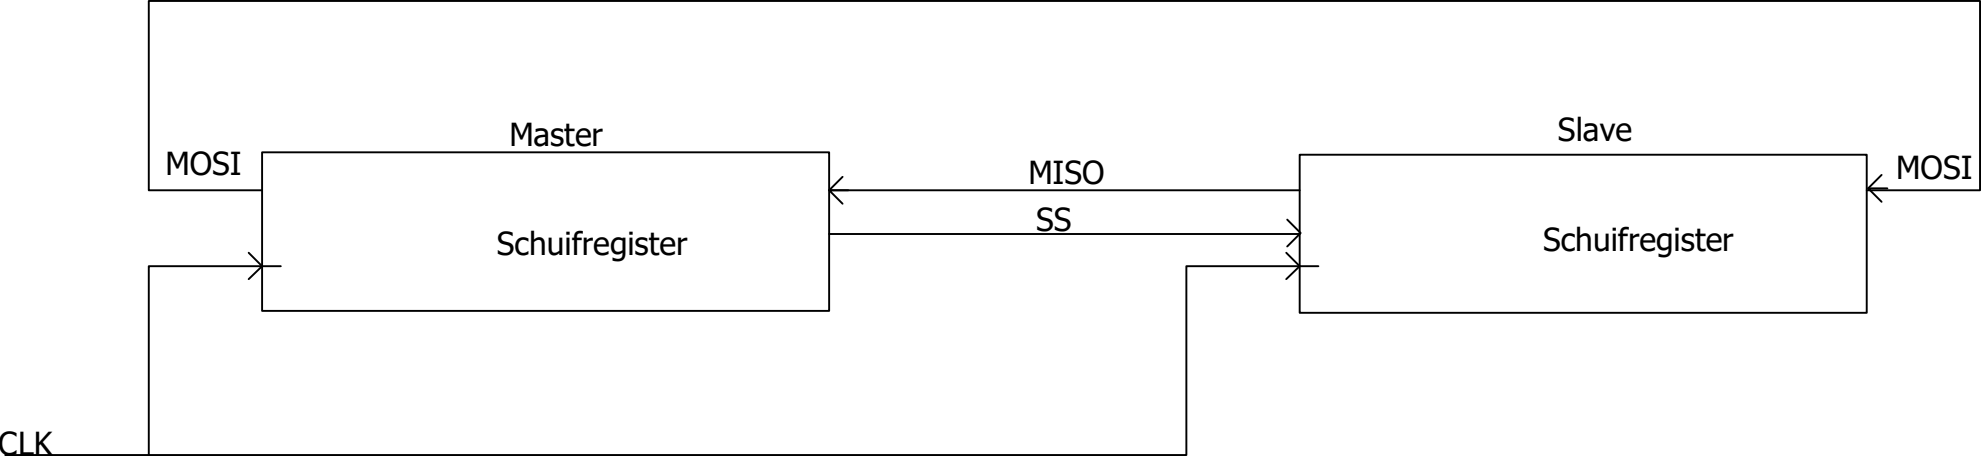 Master
Slave
MOSI
MISO
MOSI
SS
Schuifregister
Schuifregister
CLK